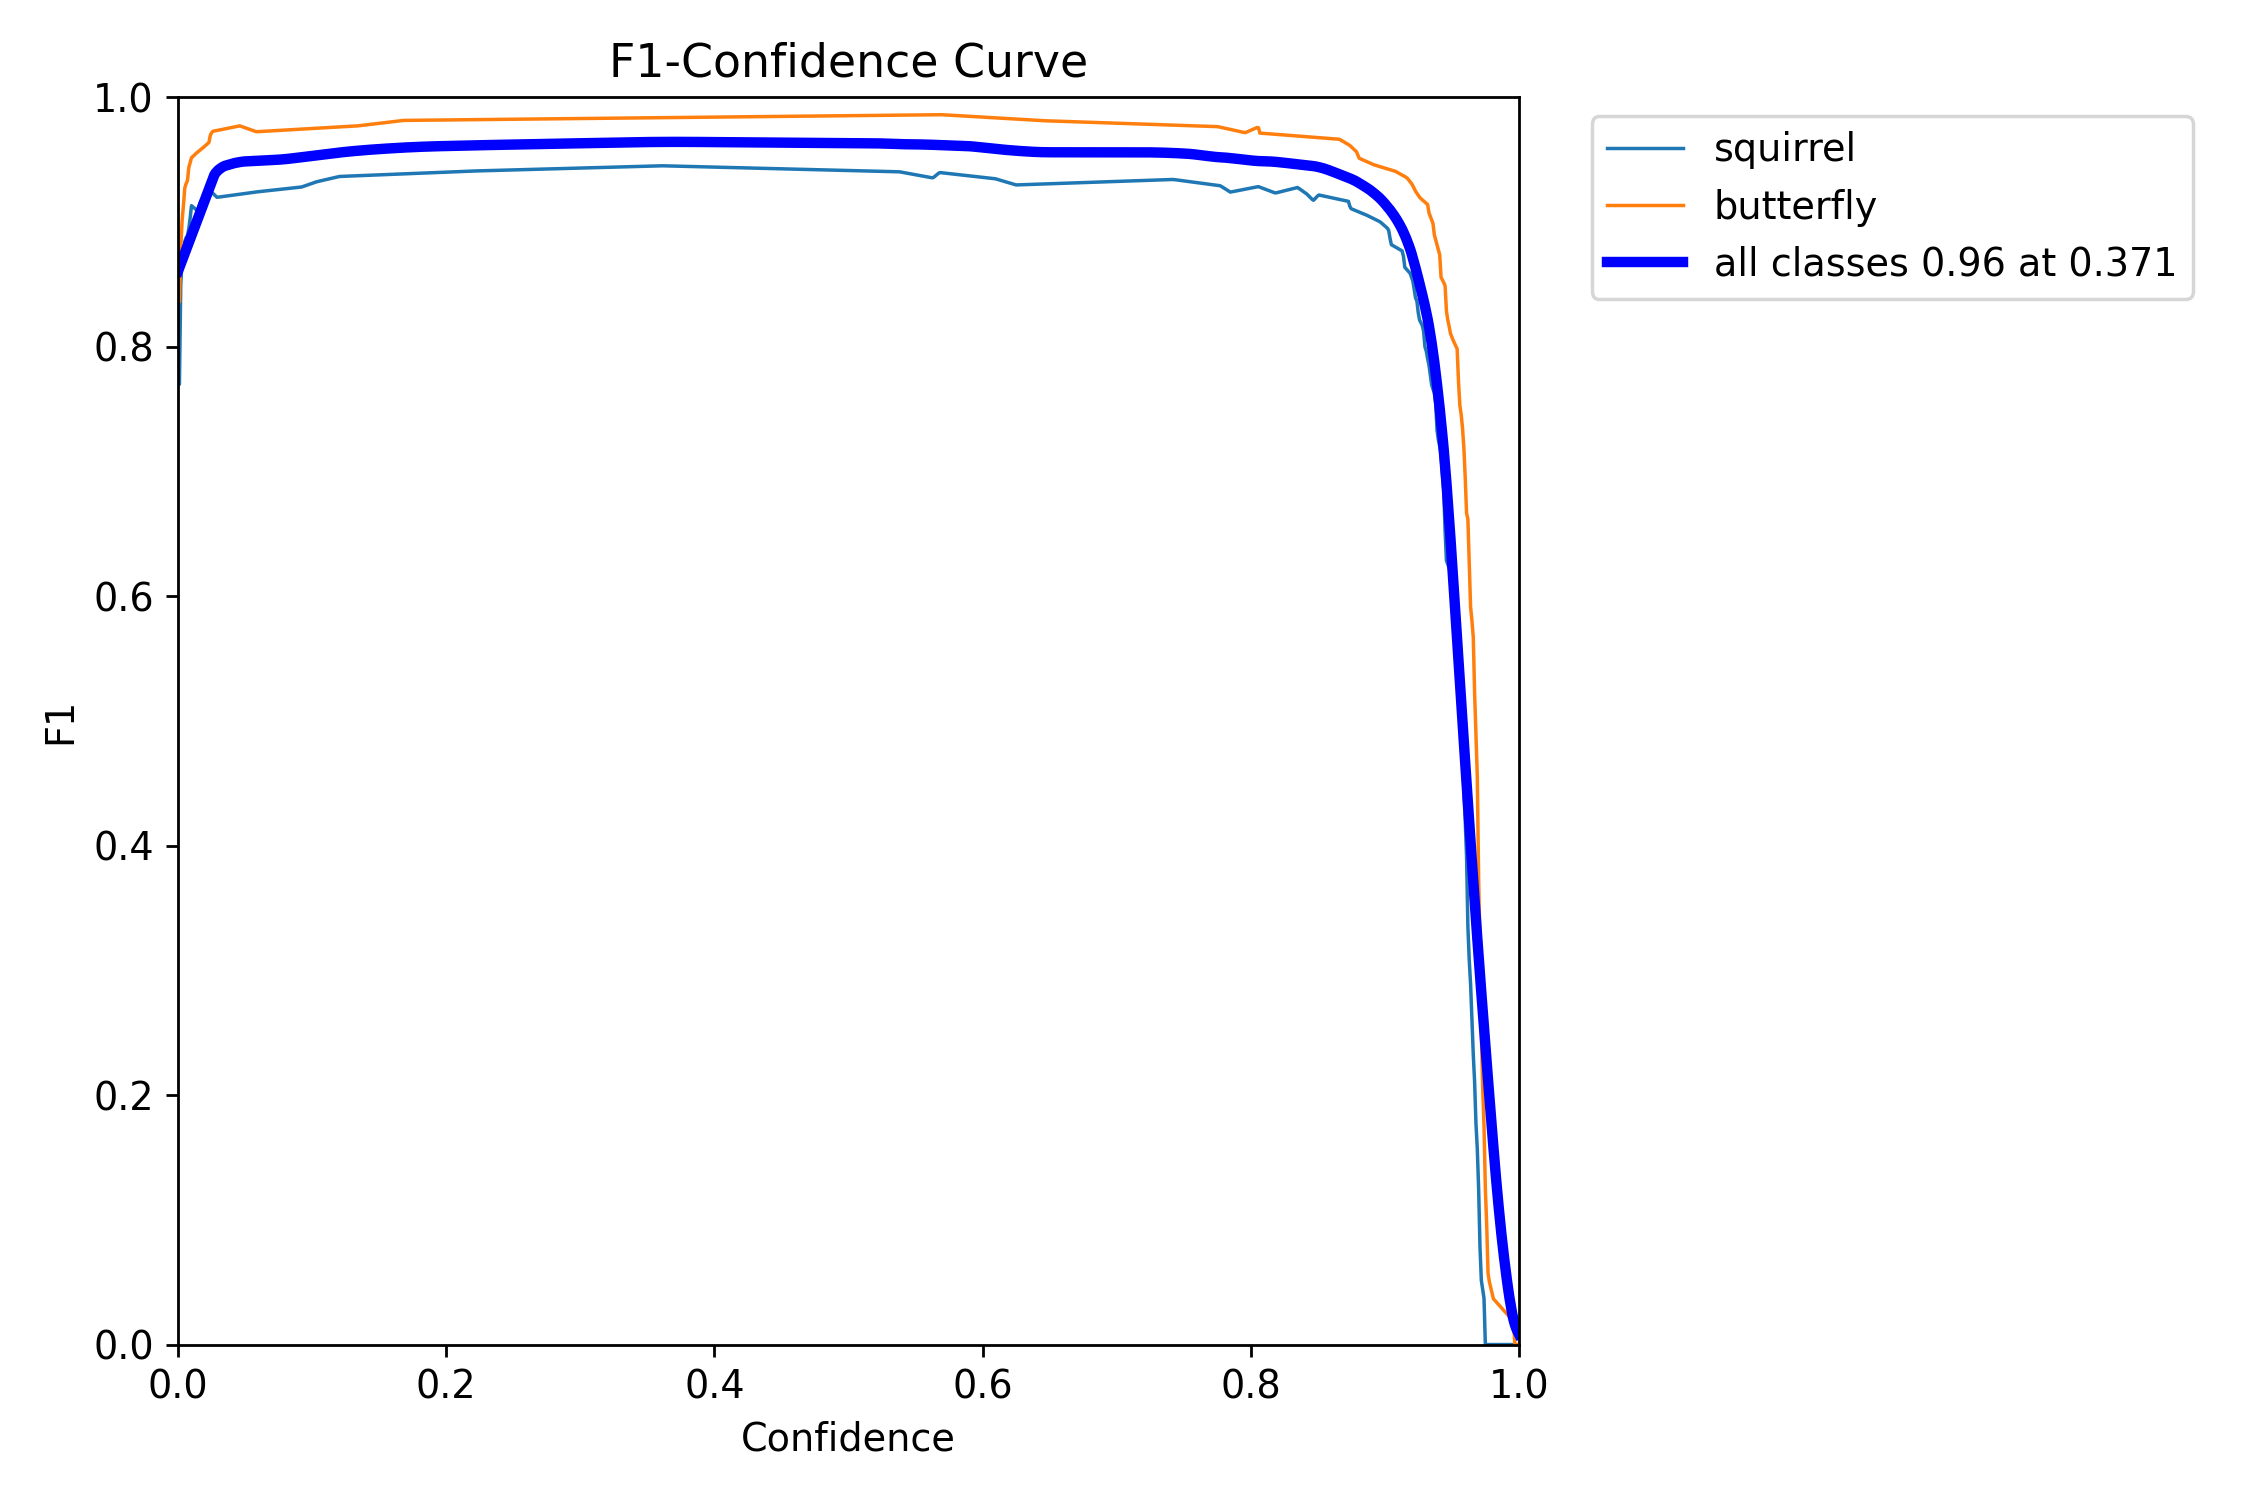 F1-Confidence Curve
1.0
0.8
0.6
0.4
0.2
0.0
F1
0.0 0.2 0.4 0.6 0.8 1.0
Confidence
squirrel
butterfly
all classes 0.96 at 0.371